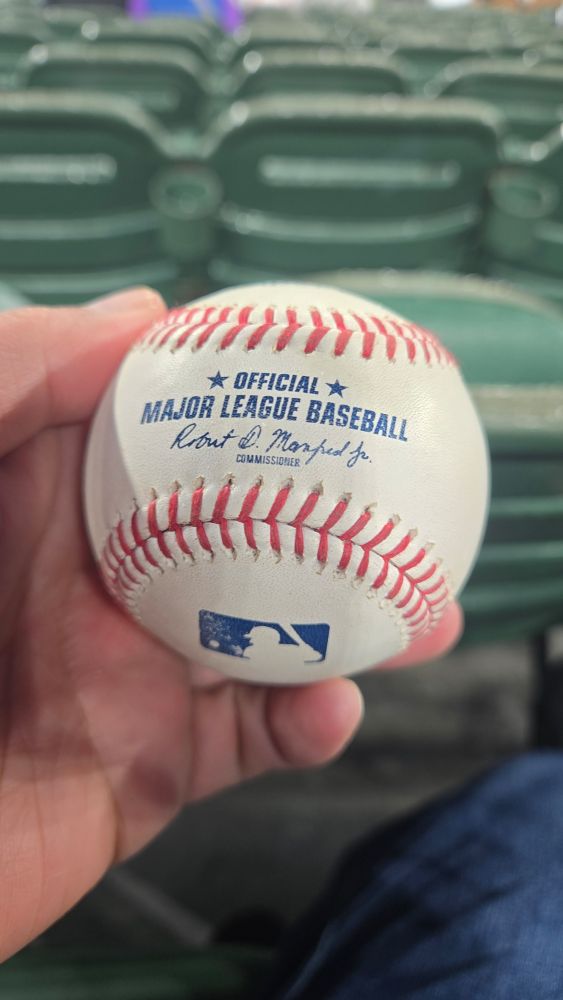 ★ OFFICIAL ★
MAJOR LEAGUE BASEBALL
Robert D. Manfred Jr.
COMMISSIONER